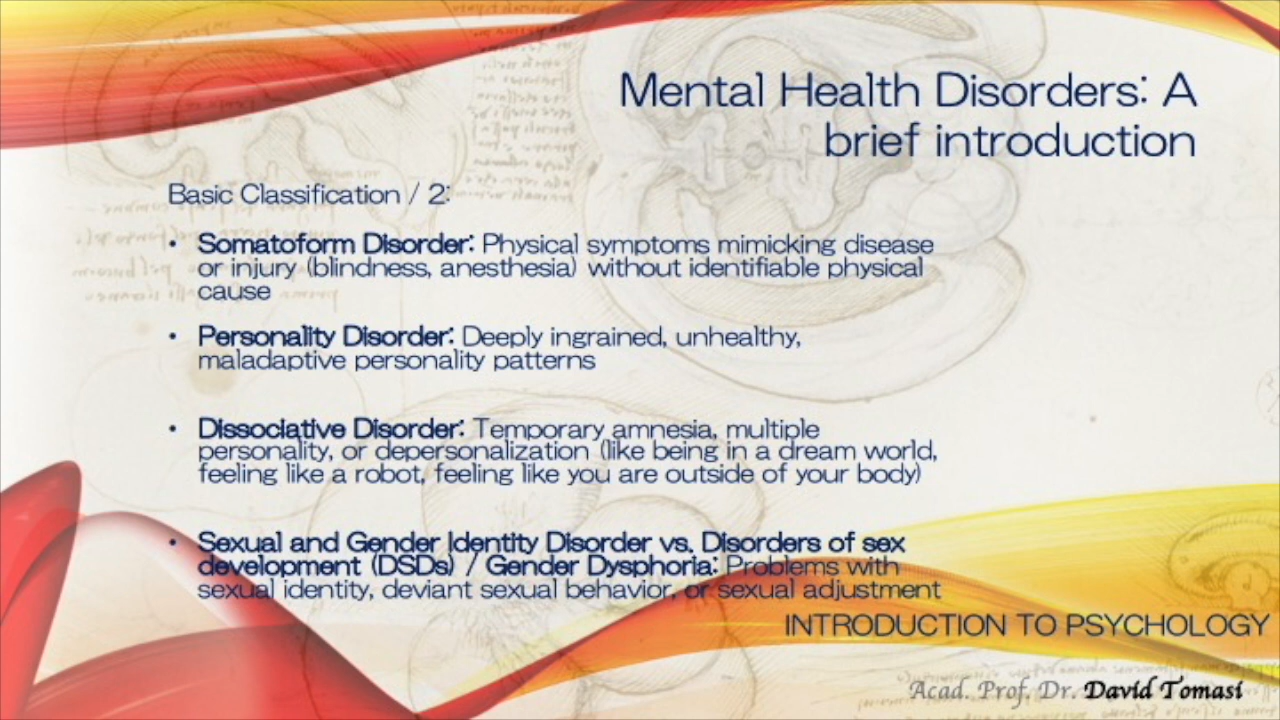 Mental Health Disorders: A
brief introduction
Basic Classification / 2:
• Somatoform Disorder: Physical symptoms mimicking disease
or injury (blindness, anesthesia) without identifiable physical
cause
• Personality Disorder: Deeply ingrained, unhealthy,
maladaptive personality patterns
• Dissociative Disorder: Temporary amnesia, multiple
personality, or depersonalization (like being in a dream world,
feeling like a robot, feeling like you are outside of your body)
• Sexual and Gender Identity Disorder vs. Disorders of sex
development (DSDs) / Gender Dysphoria: Problems with
sexual identity, deviant sexual behavior, or sexual adjustment
INTRODUCTION TO PSYCHOLOGY
Acad. Prof. Dr. David Tomasi